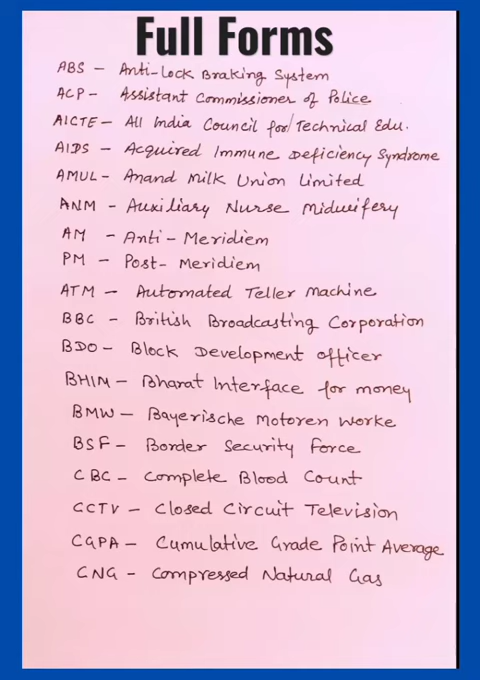 Full Forms
ABS - Anti-Lock Braking System
ACP - Assistant Commissioner of Police
AICTE - All India Council for/Technical Edu.
AIDS - Acquired Immune Deficiency Syndrome
AMUL - Anand Milk Union Limited
ANM - Auxiliary Nurse Midwifery
AM - Anti - Meridiem
PM - Post - Meridiem
ATM - Automated Teller Machine
BBC - British Broadcasting Corporation
BDO - Block Development officer
BHIM - Bharat Interface for money
BMW - Bayerische Motoren Worke
BSF - Border Security force
CBC - Complete Blood Count
CCTV - Closed Circuit Television
CGPA - Cumulative Grade Point Average
CNG - Compressed Natural Gas